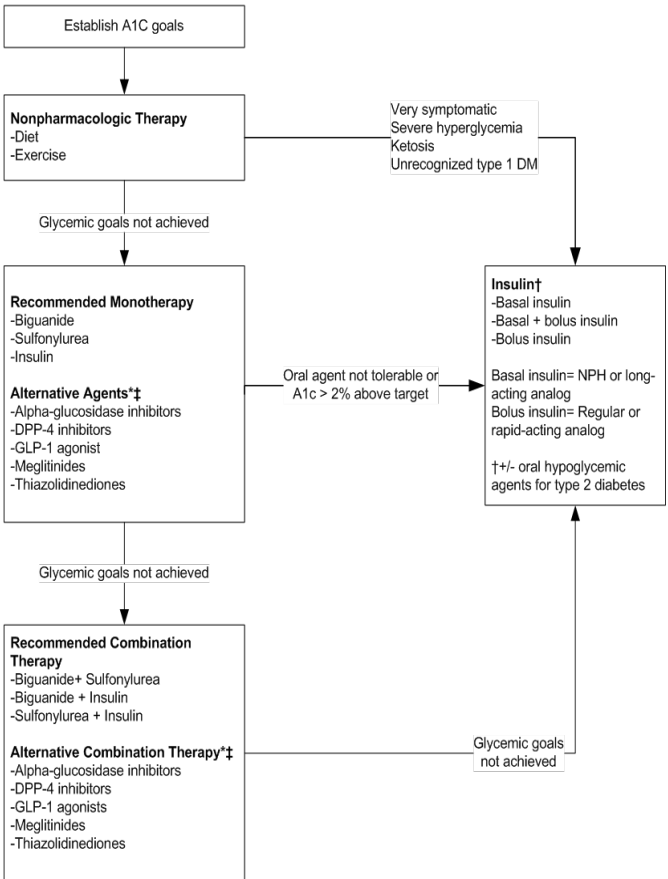 Establish A1C goals
Nonpharmacologic Therapy
-Diet
-Exercise
Very symptomatic
Severe hyperglycemia
Ketosis
Unrecognized type 1 DM
Glycemic goals not achieved
Recommended Monotherapy
-Biguanide
-Sulfonylurea
-Insulin
Alternative Agents*‡
-Alpha-glucosidase inhibitors
-DPP-4 inhibitors
-GLP-1 agonist
-Meglitinides
-Thiazolidinediones
Oral agent not tolerable or
A1c > 2% above target
Insulin†
-Basal insulin
-Basal + bolus insulin
-Bolus insulin
Basal insulin= NPH or long-
acting analog
Bolus insulin= Regular or
rapid-acting analog
†+/- oral hypoglycemic
agents for type 2 diabetes
Glycemic goals not achieved
Recommended Combination
Therapy
-Biguanide+ Sulfonylurea
-Biguanide + Insulin
-Sulfonylurea + Insulin
Alternative Combination Therapy*‡
-Alpha-glucosidase inhibitors
-DPP-4 inhibitors
-GLP-1 agonists
-Meglitinides
-Thiazolidinediones
Glycemic goals
not achieved